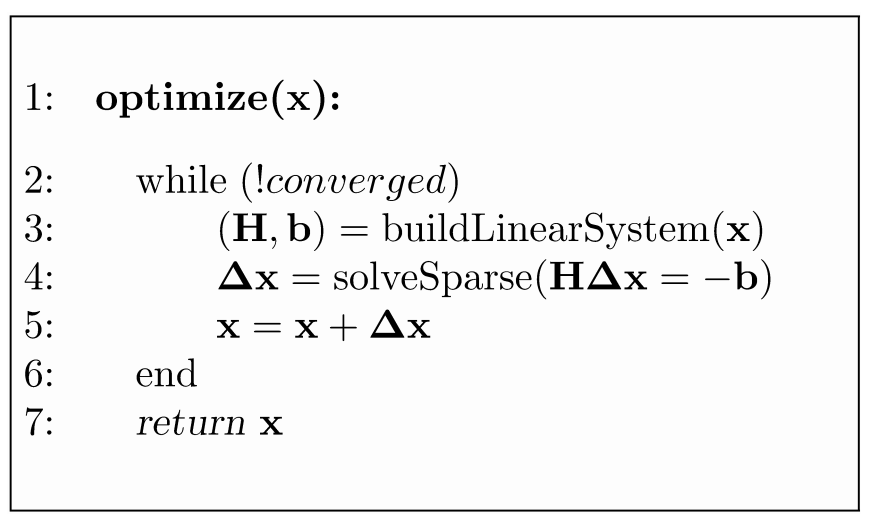 1: optimize(x):
2: while (!converged)
3: (H, b) = buildLinearSystem(x)
4: Δx = solveSparse(HΔx = −b)
5: x = x + Δx
6: end
7: return x